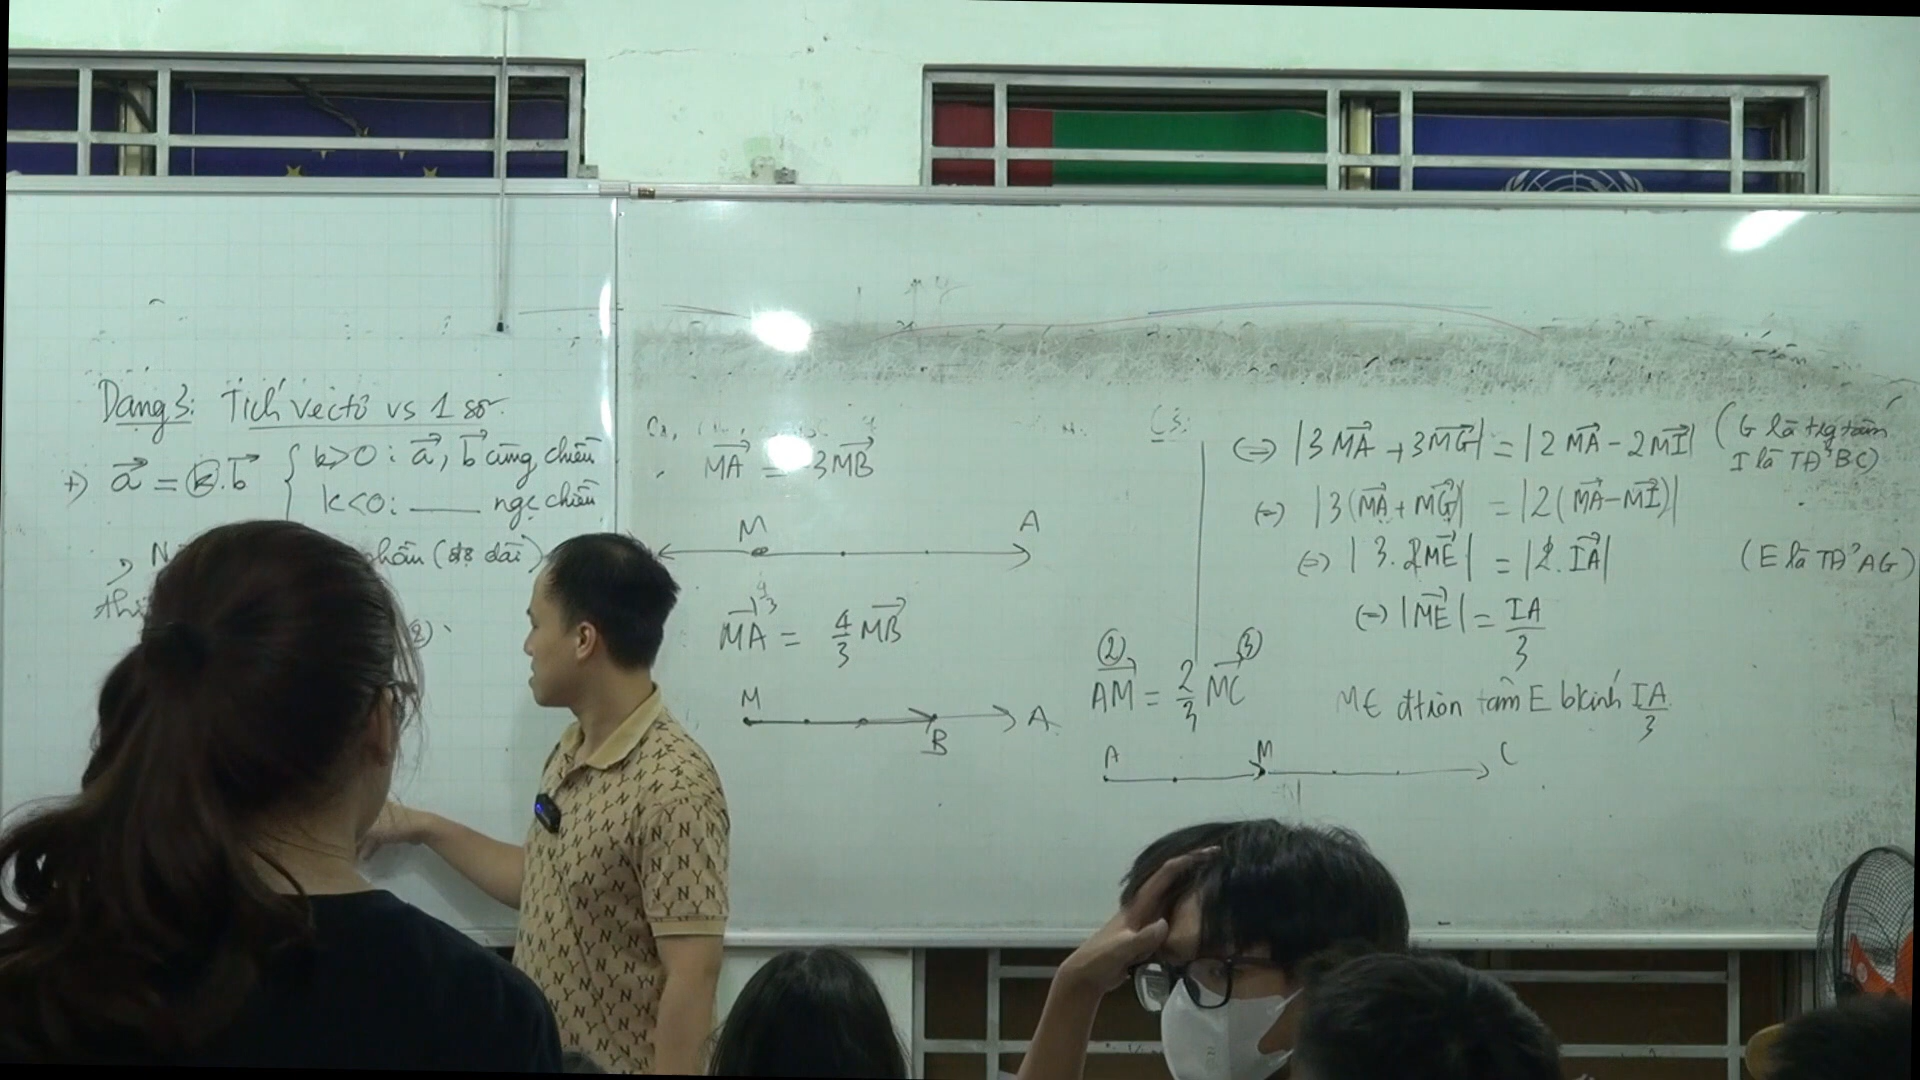 Dạng 3: Tích vectơ vs 1 số
+) a⃗ = k.b⃗ { k>0: a⃗, b⃗ cùng chiều
k<0: ____ ngc chiều
(độ dài)
MA⃗ = -3MB⃗
M A
MA⃗ = 4/3 MB⃗
M B A
C3:
(=) |3MA⃗ + 3MG⃗| = |2MA⃗ - 2MI⃗| (G là trg tâm
I là TĐ BC)
(=) |3(MA⃗ + MG⃗| = |2(MA⃗ - MI⃗)|
(=) |3.2ME⃗| = |2.IA⃗| (E là TĐ AG)
(=) |ME⃗| = IA/3
② ③
AM⃗ = 2/3 MC⃗
M∈ đtròn tâm E bkính IA/3
A M C